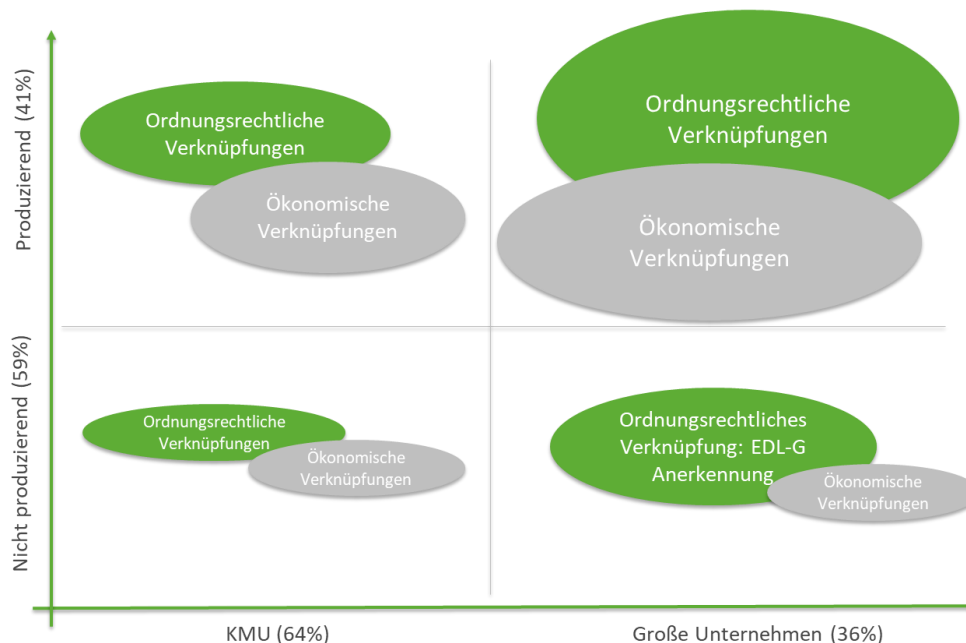 Produzierend (41%)
Ordnungsrechtliche
Verknüpfungen
Ökonomische
Verknüpfungen
Ordnungsrechtliche
Verknüpfungen
Ökonomische
Verknüpfungen
Nicht produzierend (59%)
Ordnungsrechtliche
Verknüpfungen
Ökonomische
Verknüpfungen
Ordnungsrechtliches
Verknüpfung: EDL-G
Anerkennung
Ökonomische
Verknüpfungen
KMU (64%)
Große Unternehmen (36%)